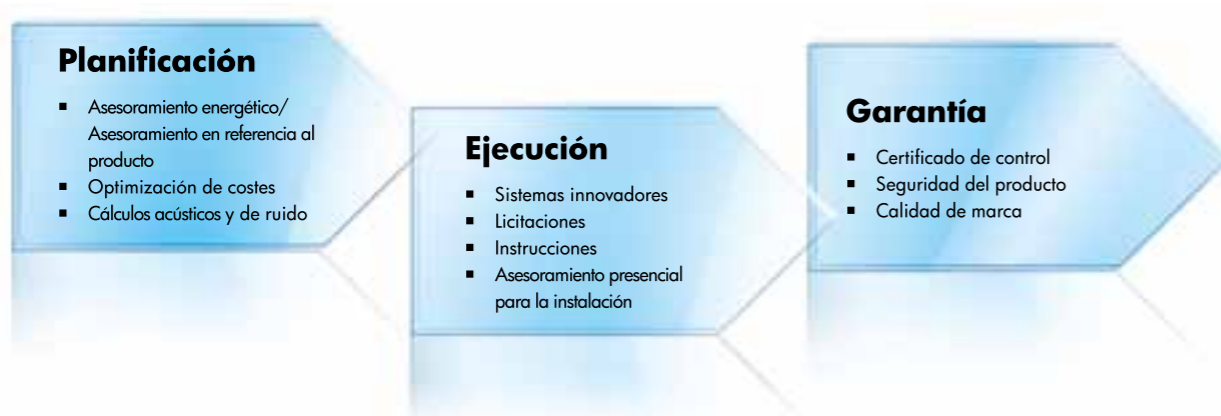 Planificación
▪ Asesoramiento energético/
Asesoramiento en referencia al
producto
▪ Optimización de costes
▪ Cálculos acústicos y de ruido
Ejecución
▪ Sistemas innovadores
▪ Licitaciones
▪ Instrucciones
▪ Asesoramiento presencial
para la instalación
Garantía
▪ Certificado de control
▪ Seguridad del producto
▪ Calidad de marca